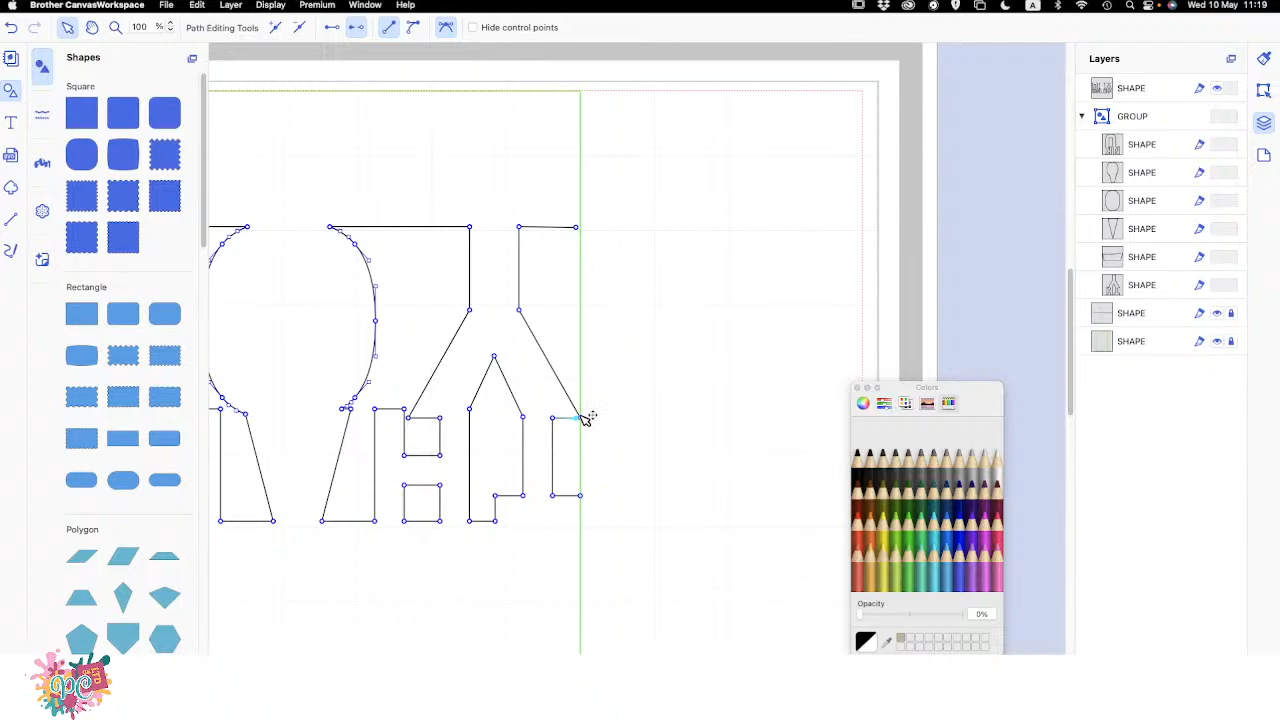 Brother CanvasWorkspace File Edit Layer Display Premium Window Help A Wed 10 May 11:19
100 % Path Editing Tools Hide control points
Shapes
Square
Rectangle
Polygon
Layers
SHAPE
GROUP
SHAPE
SHAPE
SHAPE
SHAPE
SHAPE
SHAPE
SHAPE
SHAPE
Colors
Opacity
0%
T
SVG
PC